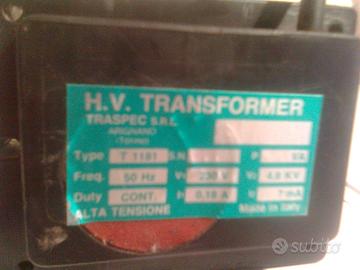 H.V. TRANSFORMER
TRASPEC S.R.L.
ARIGNANO
(Torino)
Type T 1181 S.N. P VA
Freq. 50 Hz V1 230 V V2 4.8 KV
Duty CONT. I1 0,18 A I2 7 mA
ALTA TENSIONE Made in Italy
subito